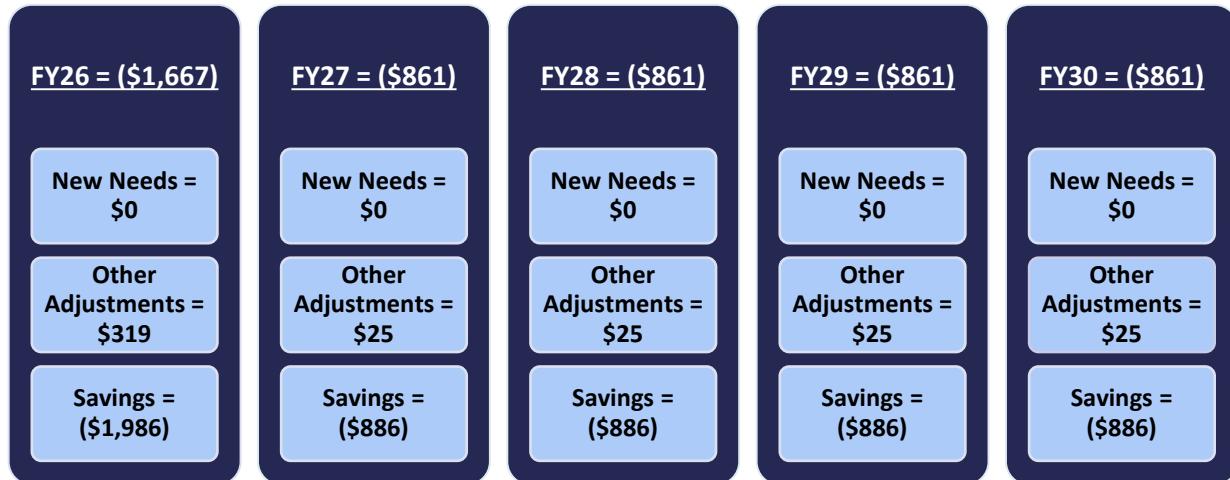 FY26 = ($1,667)
New Needs =
$0
Other
Adjustments =
$319
Savings =
($1,986)
FY27 = ($861)
New Needs =
$0
Other
Adjustments =
$25
Savings =
($886)
FY28 = ($861)
New Needs =
$0
Other
Adjustments =
$25
Savings =
($886)
FY29 = ($861)
New Needs =
$0
Other
Adjustments =
$25
Savings =
($886)
FY30 = ($861)
New Needs =
$0
Other
Adjustments =
$25
Savings =
($886)